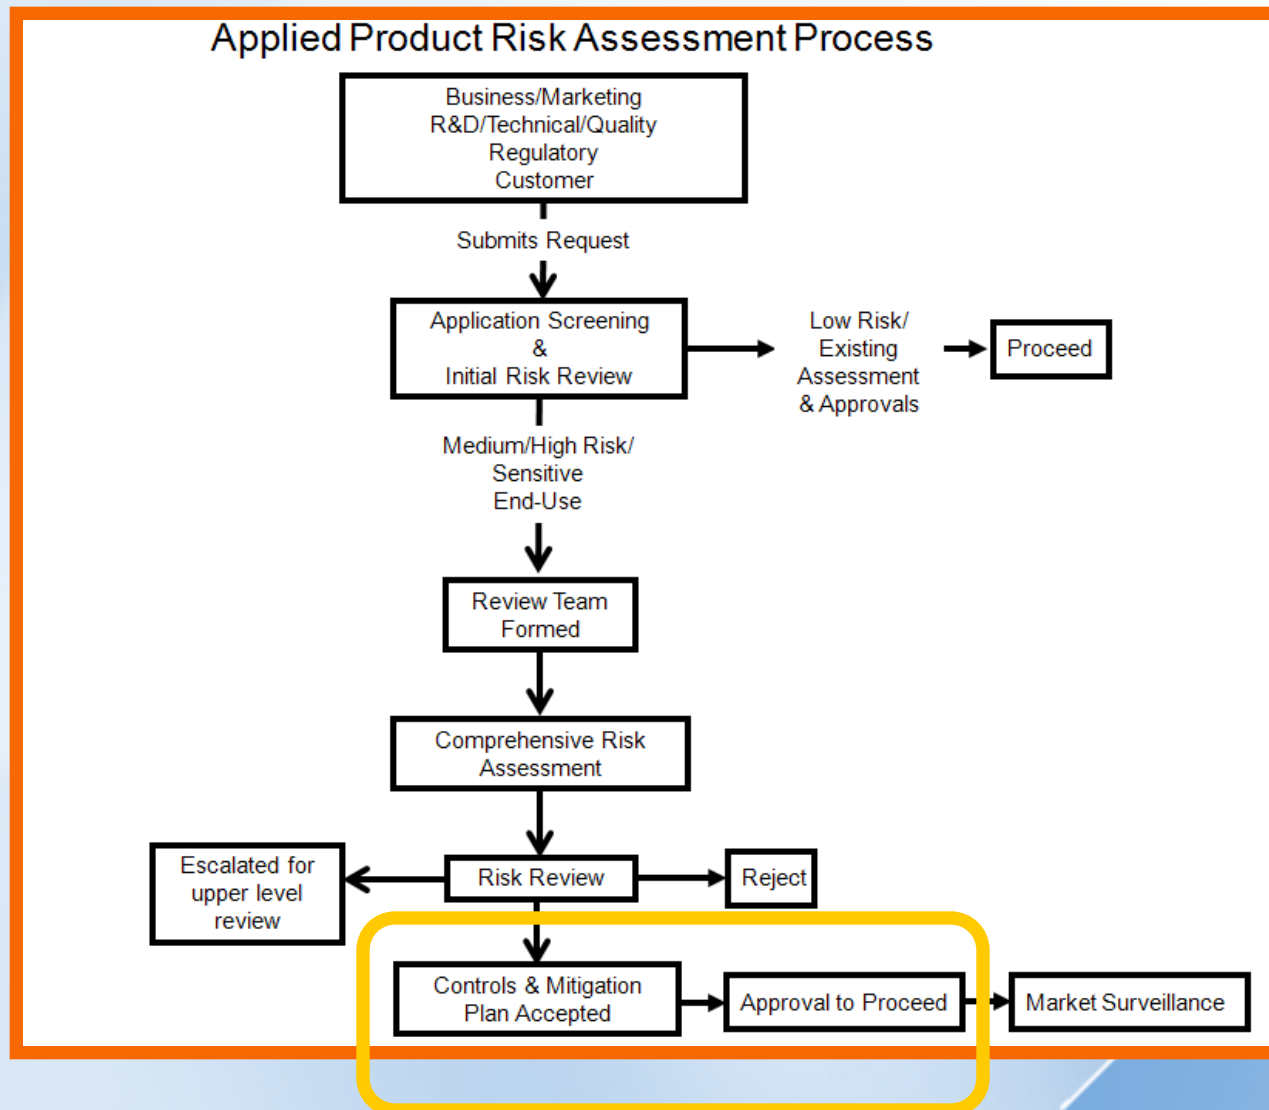 Applied Product Risk Assessment Process
Business/Marketing
R&D/Technical/Quality
Regulatory
Customer
Submits Request
Application Screening
&
Initial Risk Review
Low Risk/
Existing
Assessment
& Approvals
Proceed
Medium/High Risk/
Sensitive
End-Use
Review Team
Formed
Comprehensive Risk
Assessment
Escalated for
upper level
review
Risk Review
Reject
Controls & Mitigation
Plan Accepted
Approval to Proceed
Market Surveillance